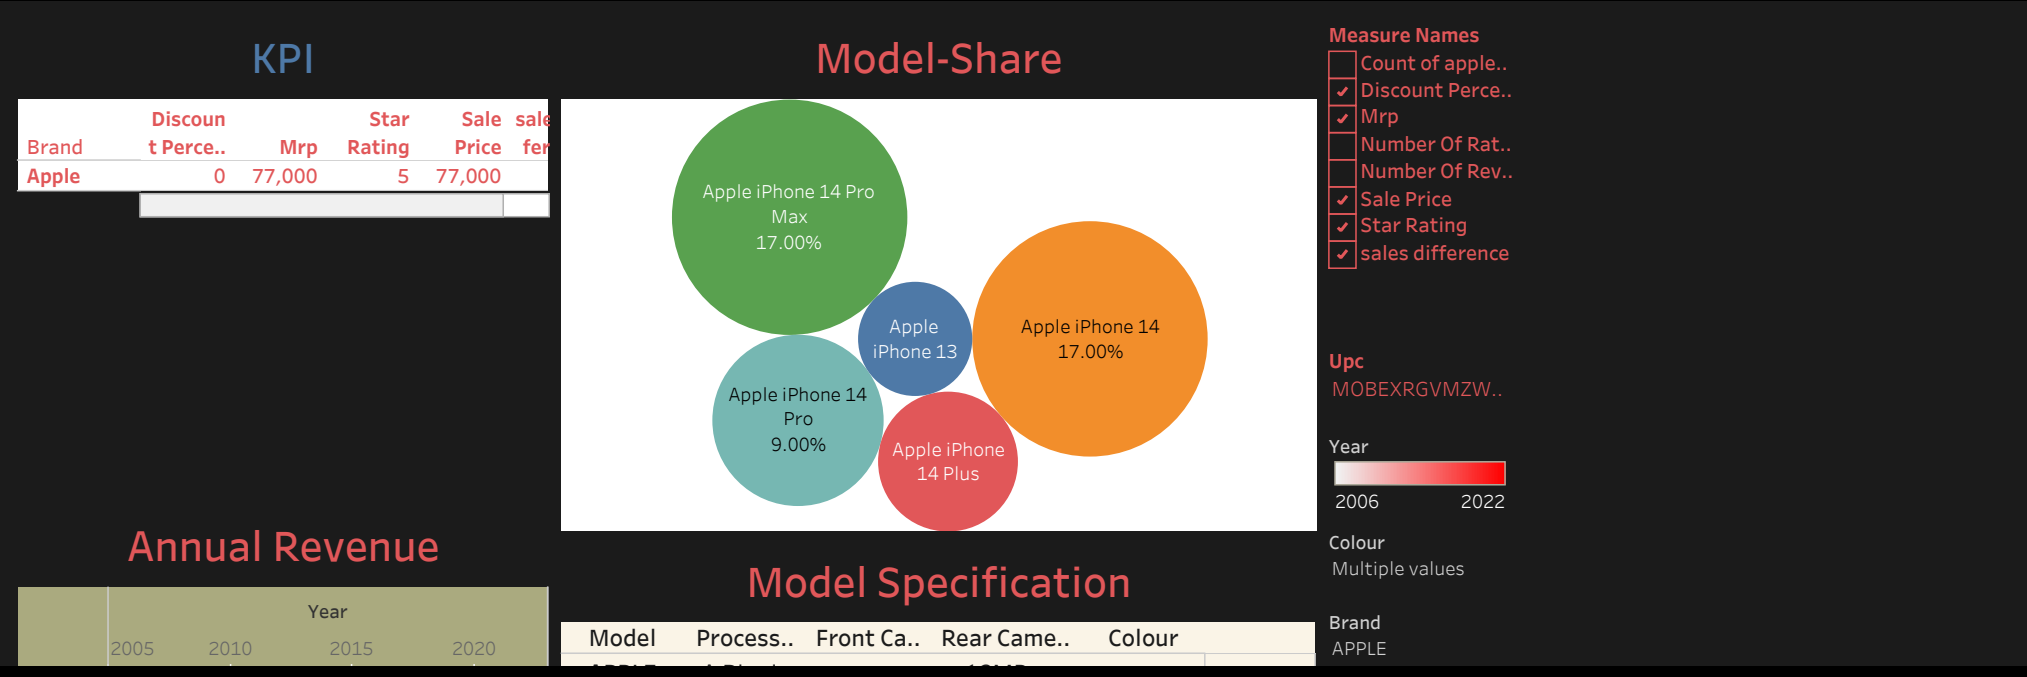 KPI
Discoun Star Sale sale
Brand t Perce.. Mrp Rating Price fer
Apple 0 77,000 5 77,000
Annual Revenue
Year
2005 2010 2015 2020
Model-Share
Apple iPhone 14 Pro
Max
17.00%
Apple
iPhone 13
Apple iPhone 14
17.00%
Apple iPhone 14
Pro
9.00%
Apple iPhone
14 Plus
Model Specification
Model Process.. Front Ca.. Rear Came.. Colour
Measure Names
Count of apple..
Discount Perce..
Mrp
Number Of Rat..
Number Of Rev..
Sale Price
Star Rating
sales difference
Upc
MOBEXRGVMZW..
Year
2006 2022
Colour
Multiple values
Brand
APPLE